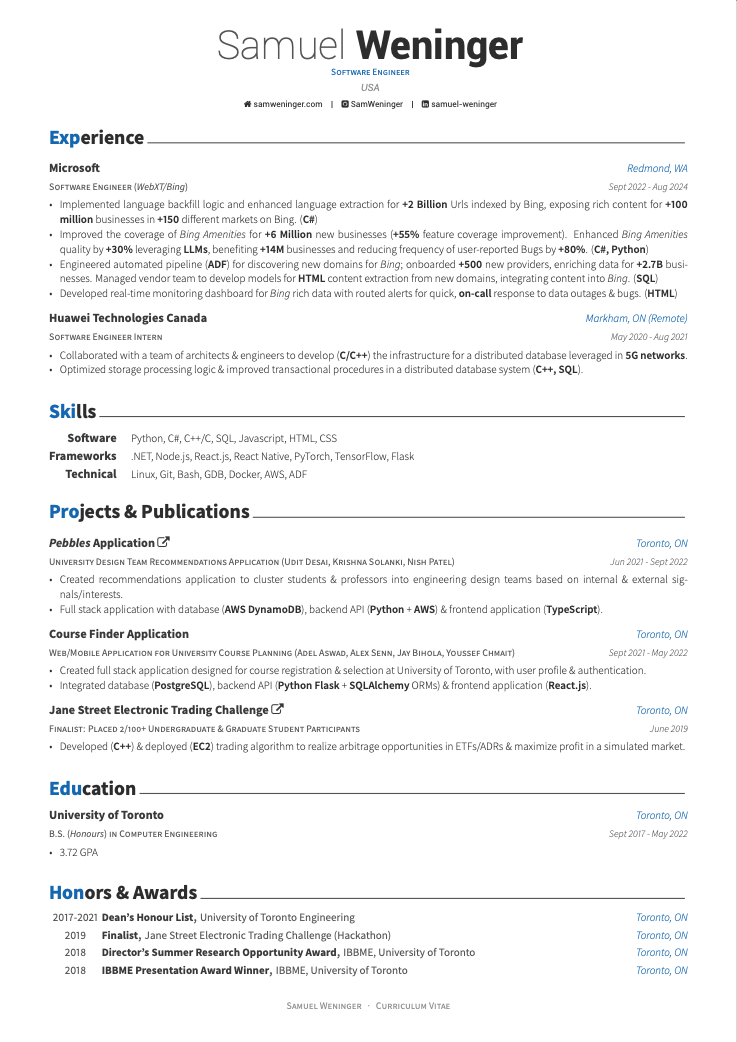 Samuel Weninger
Software Engineer
USA
samweninger.com | SamWeninger | samuel-weninger
Experience
Microsoft Redmond, WA
Software Engineer (WebXT/Bing) Sept 2022 - Aug 2024
• Implemented language backfill logic and enhanced language extraction for +2 Billion Urls indexed by Bing, exposing rich content for +100
million businesses in +150 different markets on Bing. (C#)
• Improved the coverage of Bing Amenities for +6 Million new businesses (+55% feature coverage improvement). Enhanced Bing Amenities
quality by +30% leveraging LLMs, benefiting +14M businesses and reducing frequency of user-reported Bugs by +80%. (C#, Python)
• Engineered automated pipeline (ADF) for discovering new domains for Bing; onboarded +500 new providers, enriching data for +2.7B busi-
nesses. Managed vendor team to develop models for HTML content extraction from new domains, integrating content into Bing. (SQL)
• Developed real-time monitoring dashboard for Bing rich data with routed alerts for quick, on-call response to data outages & bugs. (HTML)
Huawei Technologies Canada Markham, ON (Remote)
Software Engineer Intern May 2020 - Aug 2021
• Collaborated with a team of architects & engineers to develop (C/C++) the infrastructure for a distributed database leveraged in 5G networks.
• Optimized storage processing logic & improved transactional procedures in a distributed database system (C++, SQL).
Skills
Software Python, C#, C++/C, SQL, Javascript, HTML, CSS
Frameworks .NET, Node.js, React.js, React Native, PyTorch, TensorFlow, Flask
Technical Linux, Git, Bash, GDB, Docker, AWS, ADF
Projects & Publications
Pebbles Application Toronto, ON
University Design Team Recommendations Application (Udit Desai, Krishna Solanki, Nish Patel) Jun 2021 - Sept 2022
• Created recommendations application to cluster students & professors into engineering design teams based on internal & external sig-
nals/interests.
• Full stack application with database (AWS DynamoDB), backend API (Python + AWS) & frontend application (TypeScript).
Course Finder Application Toronto, ON
Web/Mobile Application for University Course Planning (Adel Aswad, Alex Senn, Jay Bihola, Youssef Chmait) Sept 2021 - May 2022
• Created full stack application designed for course registration & selection at University of Toronto, with user profile & authentication.
• Integrated database (PostgreSQL), backend API (Python Flask + SQLAlchemy ORMs) & frontend application (React.js).
Jane Street Electronic Trading Challenge Toronto, ON
Finalist: Placed 2/100+ Undergraduate & Graduate Student Participants June 2019
• Developed (C++) & deployed (EC2) trading algorithm to realize arbitrage opportunities in ETFs/ADRs & maximize profit in a simulated market.
Education
University of Toronto Toronto, ON
B.S. (Honours) in Computer Engineering Sept 2017 - May 2022
• 3.72 GPA
Honors & Awards
2017-2021 Dean's Honour List, University of Toronto Engineering Toronto, ON
2019 Finalist, Jane Street Electronic Trading Challenge (Hackathon) Toronto, ON
2018 Director's Summer Research Opportunity Award, IBBME, University of Toronto Toronto, ON
2018 IBBME Presentation Award Winner, IBBME, University of Toronto Toronto, ON
Samuel Weninger · Curriculum Vitae